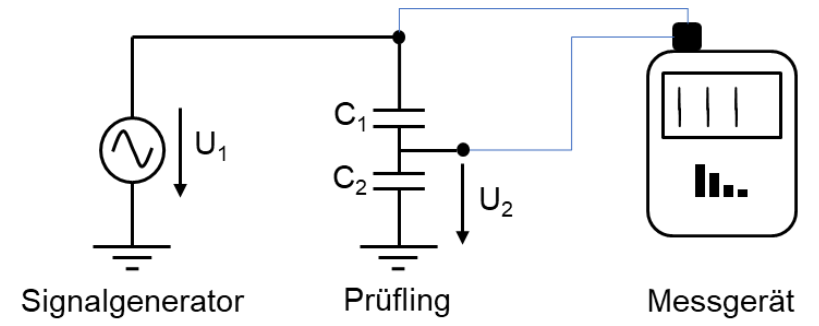 C₁
U₁
C₂
U₂
Signalgenerator
Prüfling
Messgerät